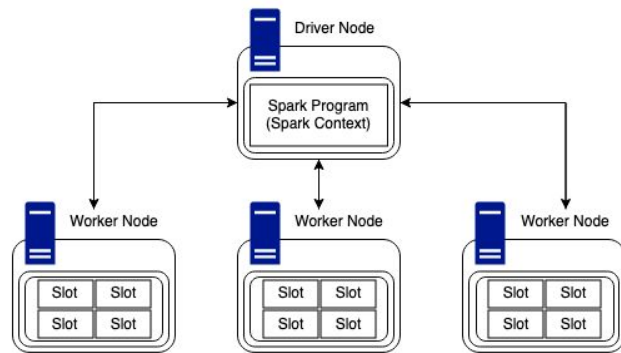 Driver Node
Spark Program
(Spark Context)
Worker Node
Worker Node
Worker Node
Slot Slot
Slot Slot
Slot Slot
Slot Slot
Slot Slot
Slot Slot